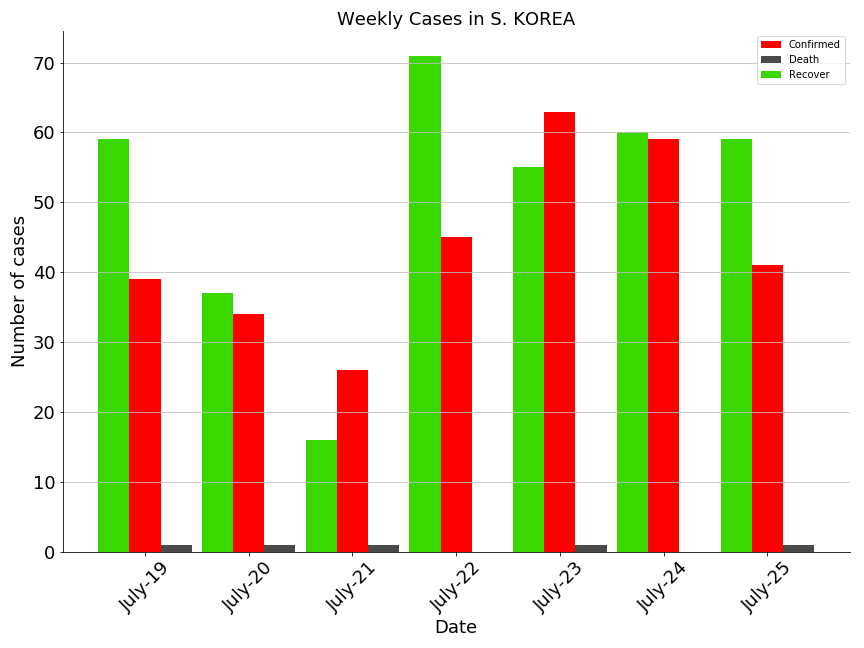 Weekly Cases in S. KOREA
Confirmed
Death
Recover
Number of cases
70
60
50
40
30
20
10
0
July-19
July-20
July-21
July-22
July-23
July-24
July-25
Date